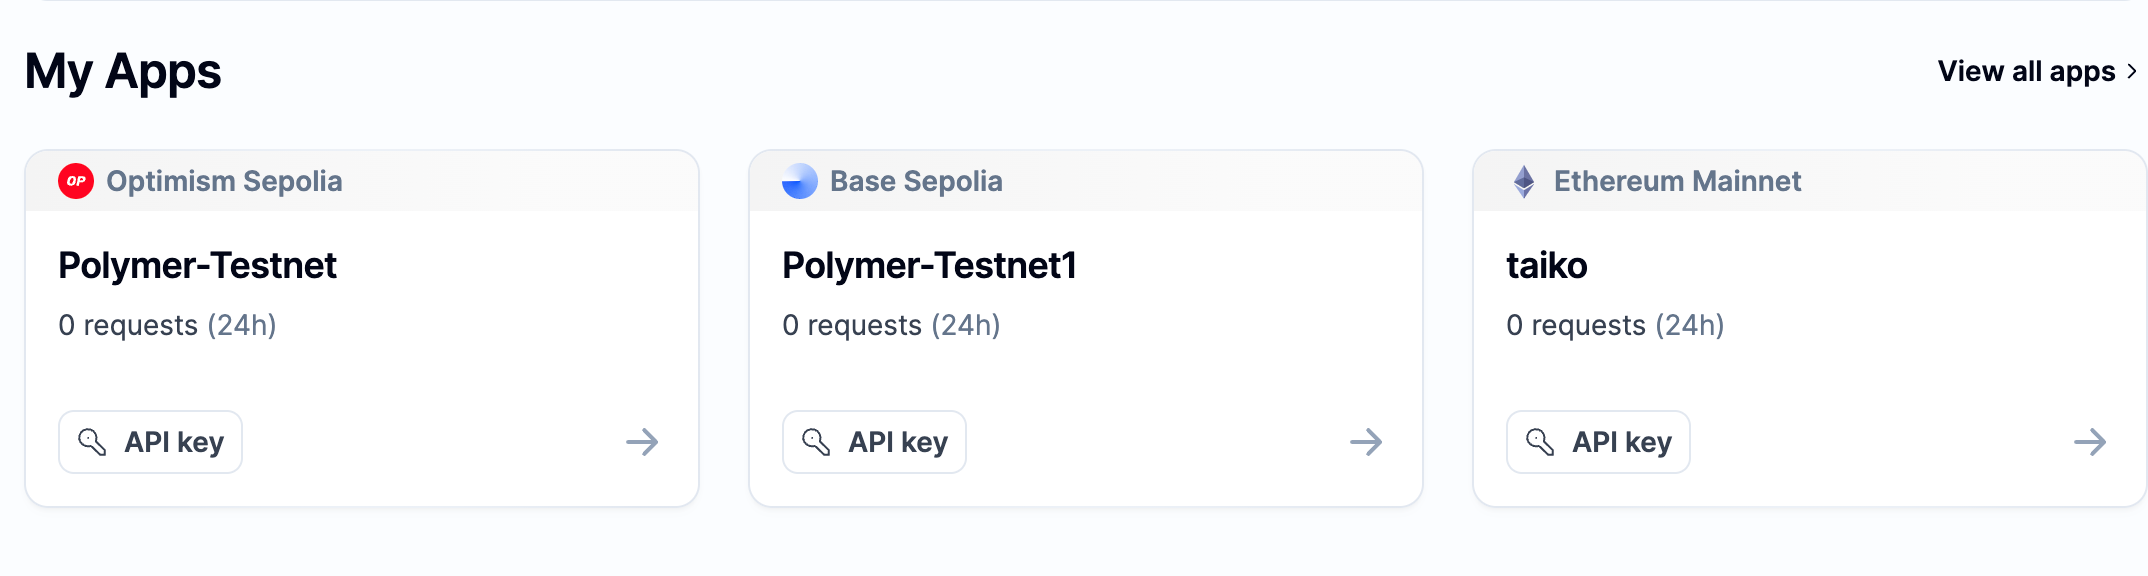 My Apps
View all apps
OP Optimism Sepolia
Polymer-Testnet
0 requests (24h)
API key
Base Sepolia
Polymer-Testnet1
0 requests (24h)
API key
Ethereum Mainnet
taiko
0 requests (24h)
API key